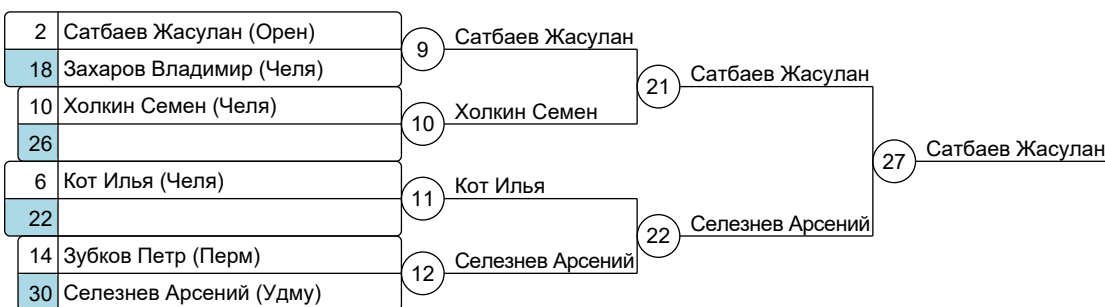 2 Сатбаев Жасулан (Орен)
18 Захаров Владимир (Челя)
10 Холкин Семен (Челя)
26
6 Кот Илья (Челя)
22
14 Зубков Петр (Перм)
30 Селезнев Арсений (Удму)
9 Сатбаев Жасулан
10 Холкин Семен
11 Кот Илья
12 Селезнев Арсений
21 Сатбаев Жасулан
22 Селезнев Арсений
27 Сатбаев Жасулан